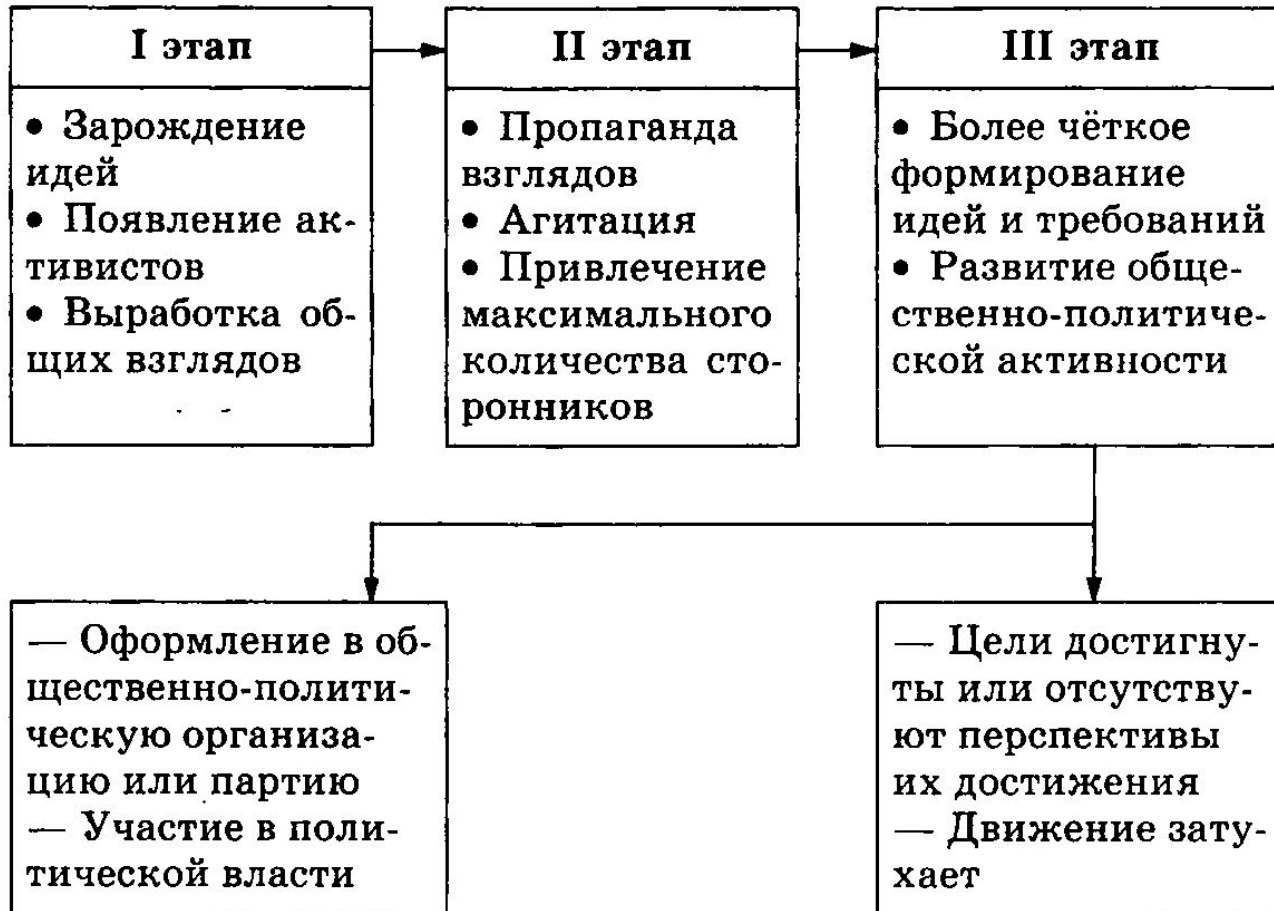 I этап
• Зарождение
идей
• Появление ак-
тивистов
• Выработка об-
щих взглядов
II этап
• Пропаганда
взглядов
• Агитация
• Привлечение
максимального
количества сто-
ронников
III этап
• Более чёткое
формирование
идей и требований
• Развитие обще-
ственно-политиче-
ской активности
— Оформление в об-
щественно-полити-
ческую организа-
цию или партию
— Участие в поли-
тической власти
— Цели достигну-
ты или отсутству-
ют перспективы
их достижения
— Движение зату-
хает